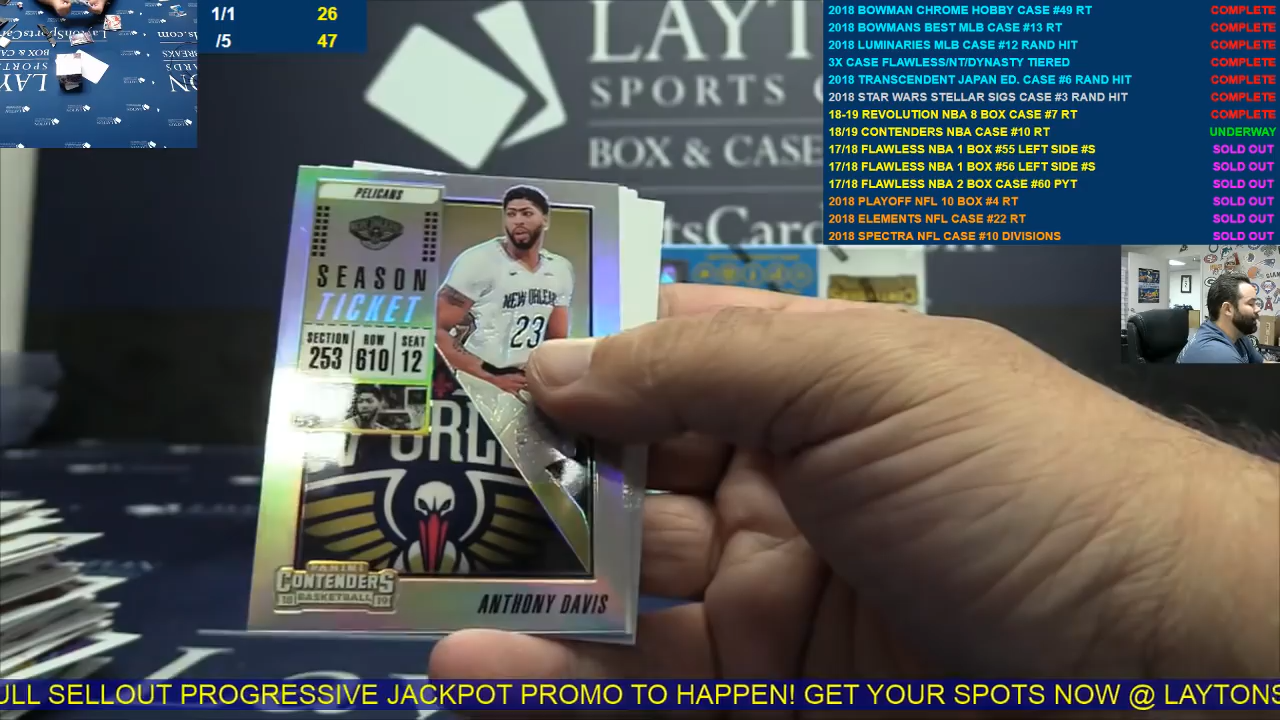 1/1 26
/5 47
2018 BOWMAN CHROME HOBBY CASE #49 RT COMPLETE
2018 BOWMANS BEST MLB CASE #13 RT COMPLETE
2018 LUMINARIES MLB CASE #12 RAND HIT COMPLETE
3X CASE FLAWLESS/NT/DYNASTY TIERED COMPLETE
2018 TRANSCENDENT JAPAN ED. CASE #6 RAND HIT COMPLETE
2018 STAR WARS STELLAR SIGS CASE #3 RAND HIT COMPLETE
18-19 REVOLUTION NBA 8 BOX CASE #7 RT COMPLETE
18/19 CONTENDERS NBA CASE #10 RT UNDERWAY
17/18 FLAWLESS NBA 1 BOX #55 LEFT SIDE #S SOLD OUT
17/18 FLAWLESS NBA 1 BOX #56 LEFT SIDE #S SOLD OUT
17/18 FLAWLESS NBA 2 BOX CASE #60 PYT SOLD OUT
2018 PLAYOFF NFL 10 BOX #4 RT SOLD OUT
2018 ELEMENTS NFL CASE #22 RT SOLD OUT
2018 SPECTRA NFL CASE #10 DIVISIONS SOLD OUT
LAYT
SPORTS C
BOX & CASE
PELICANS
SEASON
TICKET
SECTION ROW SEAT
253 610 12
NEW ORLEANS
23
PANINI
CONTENDERS
18 BASKETBALL 19
ANTHONY DAVIS
ULL SELLOUT PROGRESSIVE JACKPOT PROMO TO HAPPEN! GET YOUR SPOTS NOW @ LAYTONS